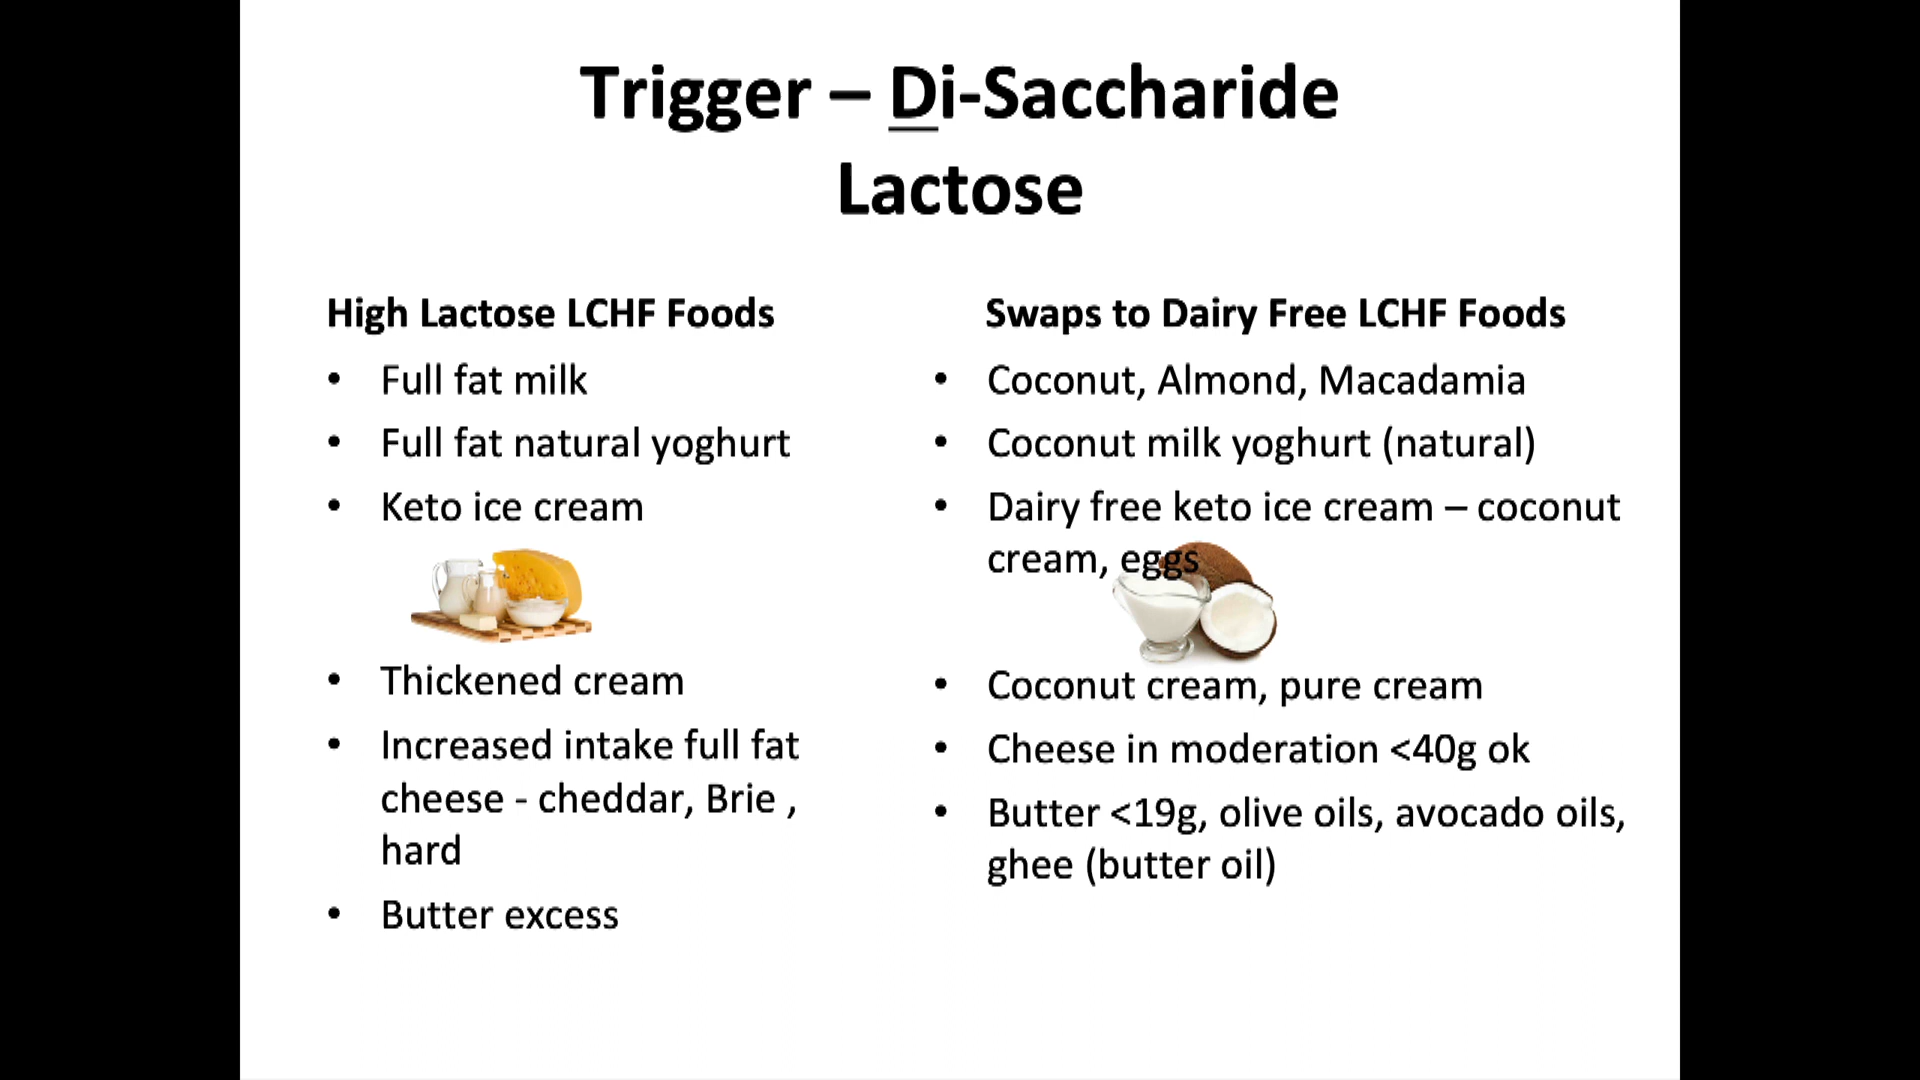 Trigger – Di-Saccharide
Lactose
High Lactose LCHF Foods
• Full fat milk
• Full fat natural yoghurt
• Keto ice cream
• Thickened cream
• Increased intake full fat
cheese - cheddar, Brie ,
hard
• Butter excess
Swaps to Dairy Free LCHF Foods
• Coconut, Almond, Macadamia
• Coconut milk yoghurt (natural)
• Dairy free keto ice cream – coconut
cream, eggs
• Coconut cream, pure cream
• Cheese in moderation <40g ok
• Butter <19g, olive oils, avocado oils,
ghee (butter oil)